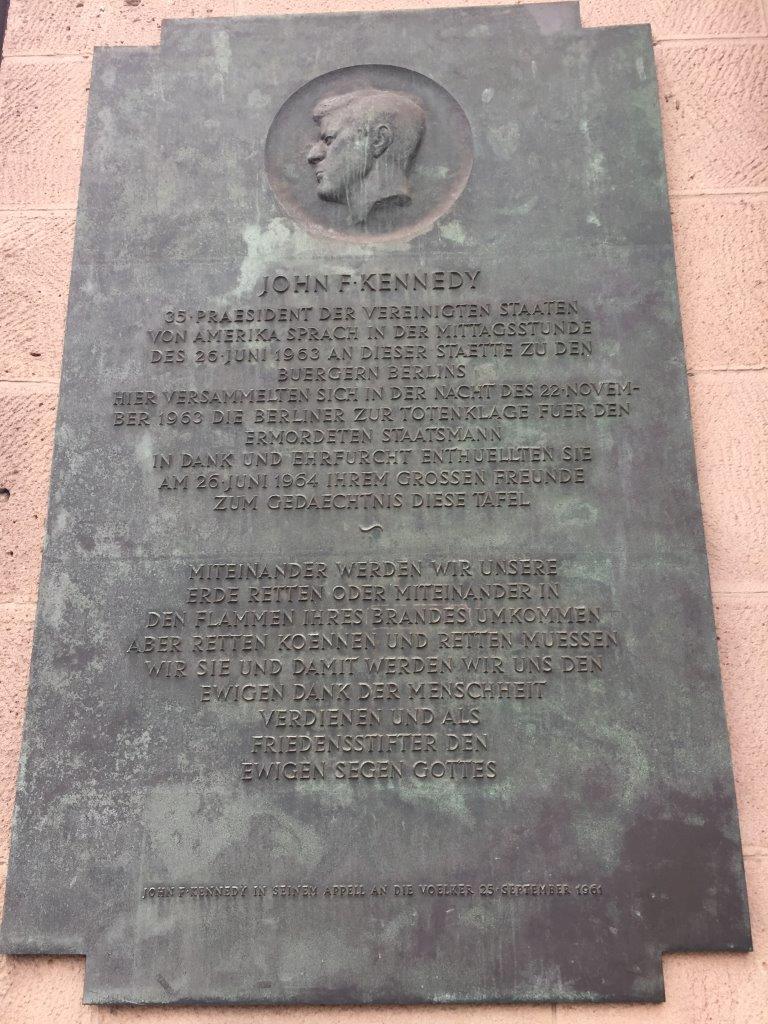 JOHN F·KENNEDY
35·PRAESIDENT DER VEREINIGTEN STAATEN
VON AMERIKA SPRACH IN DER MITTAGSSTUNDE
DES 26·JUNI 1963 AN DIESER STAETTE ZU DEN
BUERGERN BERLINS
HIER VERSAMMELTEN SICH IN DER NACHT DES 22·NOVEM-
BER 1963 DIE BERLINER ZUR TOTENKLAGE FUER DEN
ERMORDETEN STAATSMANN
IN DANK UND EHRFURCHT ENTHUELLTEN SIE
AM 26·JUNI 1964 IHREM GROSSEN FREUNDE
ZUM GEDAECHTNIS DIESE TAFEL
MITEINANDER WERDEN WIR UNSERE
ERDE RETTEN ODER MITEINANDER IN
DEN FLAMMEN IHRES BRANDES UMKOMMEN
ABER RETTEN KOENNEN UND RETTEN MUESSEN
WIR SIE UND DAMIT WERDEN WIR UNS DEN
EWIGEN DANK DER MENSCHHEIT
VERDIENEN UND ALS
FRIEDENSSTIFTER DEN
EWIGEN SEGEN GOTTES
JOHN F·KENNEDY IN SEINEM APPELL AN DIE VOELKER 25·SEPTEMBER 1961